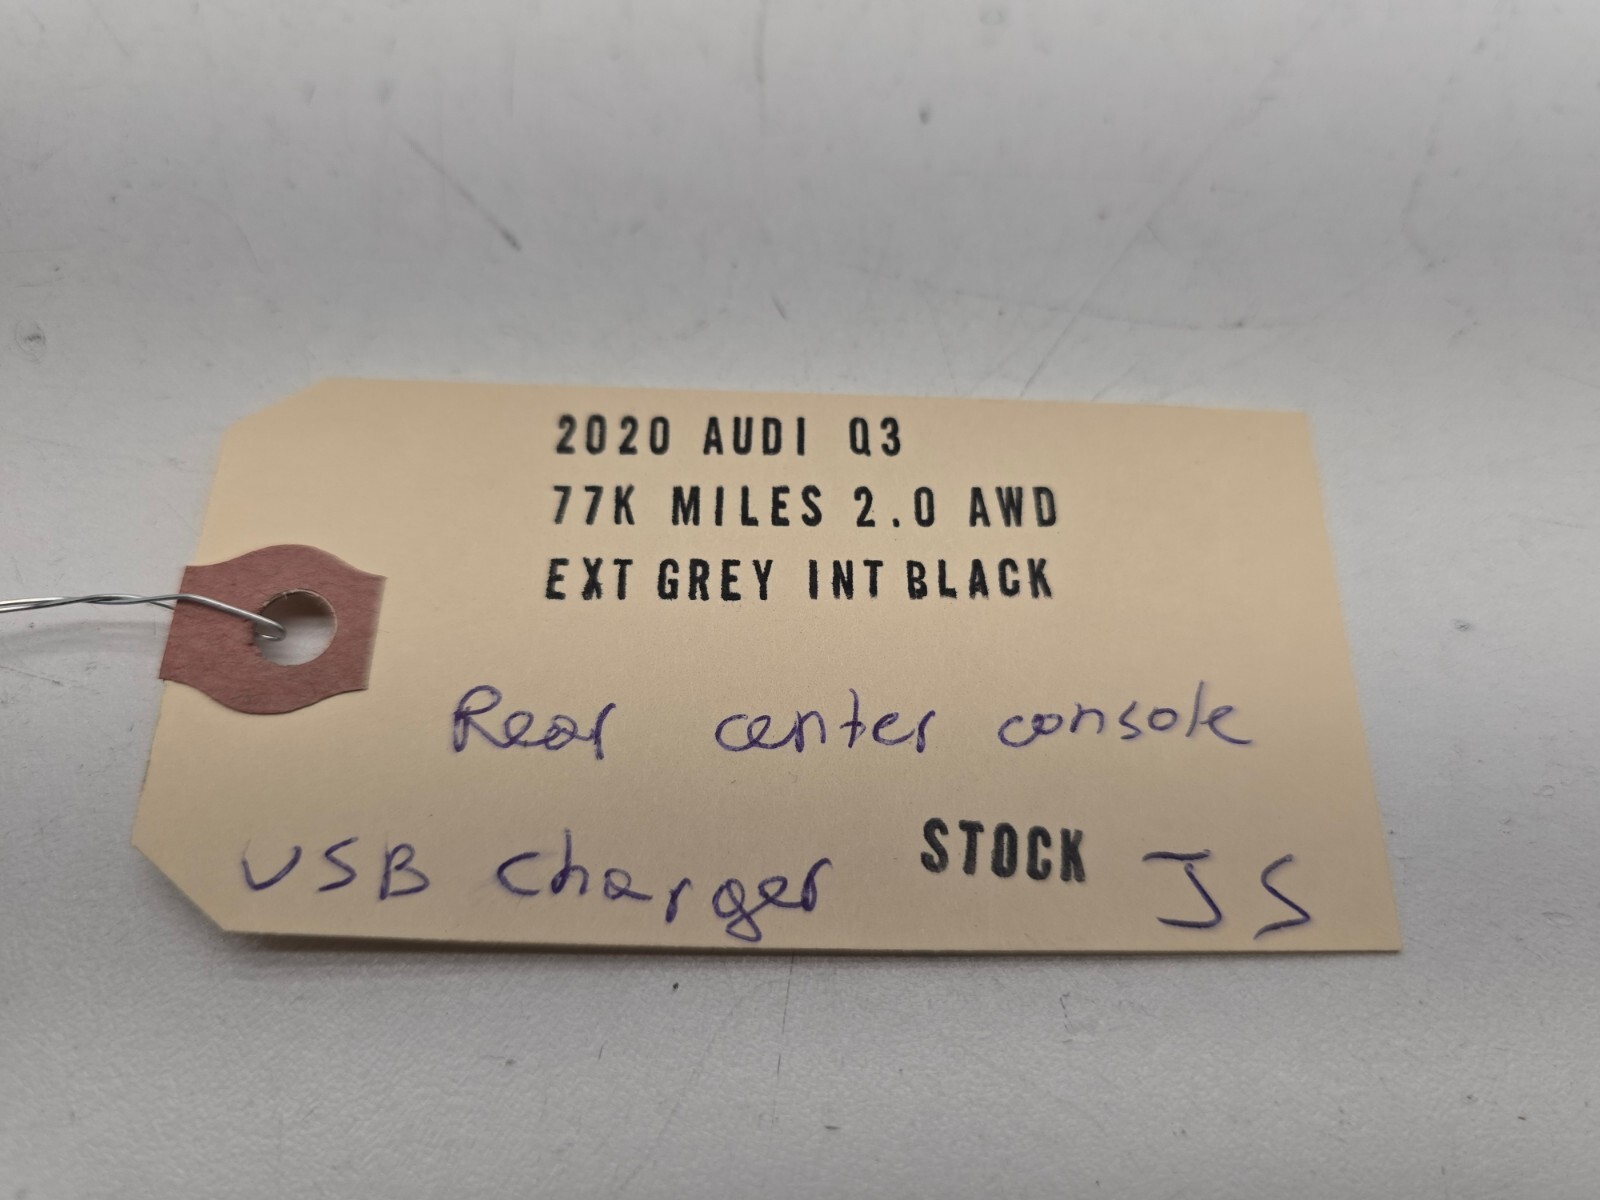 2020 AUDI Q3
77K MILES 2.0 AWD
EXT GREY INT BLACK
Rear center console
USB charger STOCK JS